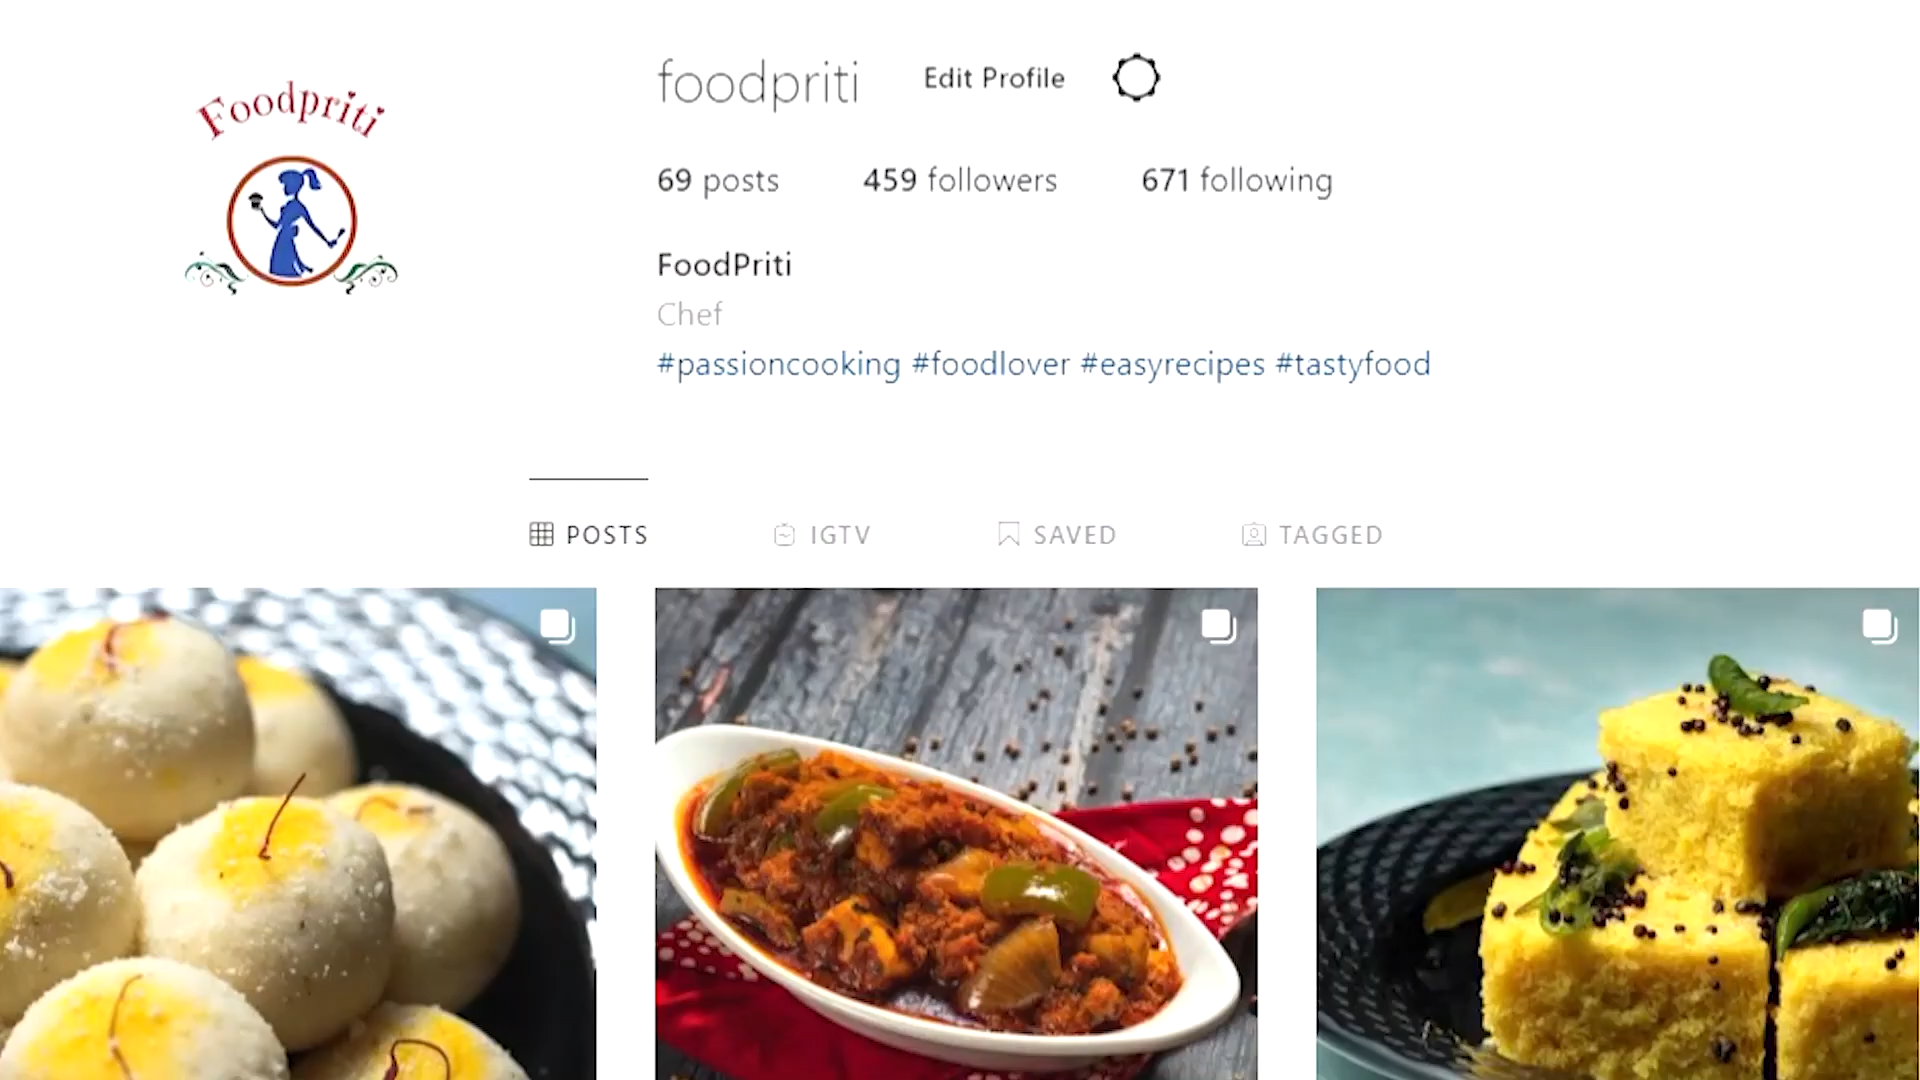 Foodpriti
foodpriti Edit Profile
69 posts 459 followers 671 following
FoodPriti
Chef
#passioncooking #foodlover #easyrecipes #tastyfood
POSTS IGTV SAVED TAGGED